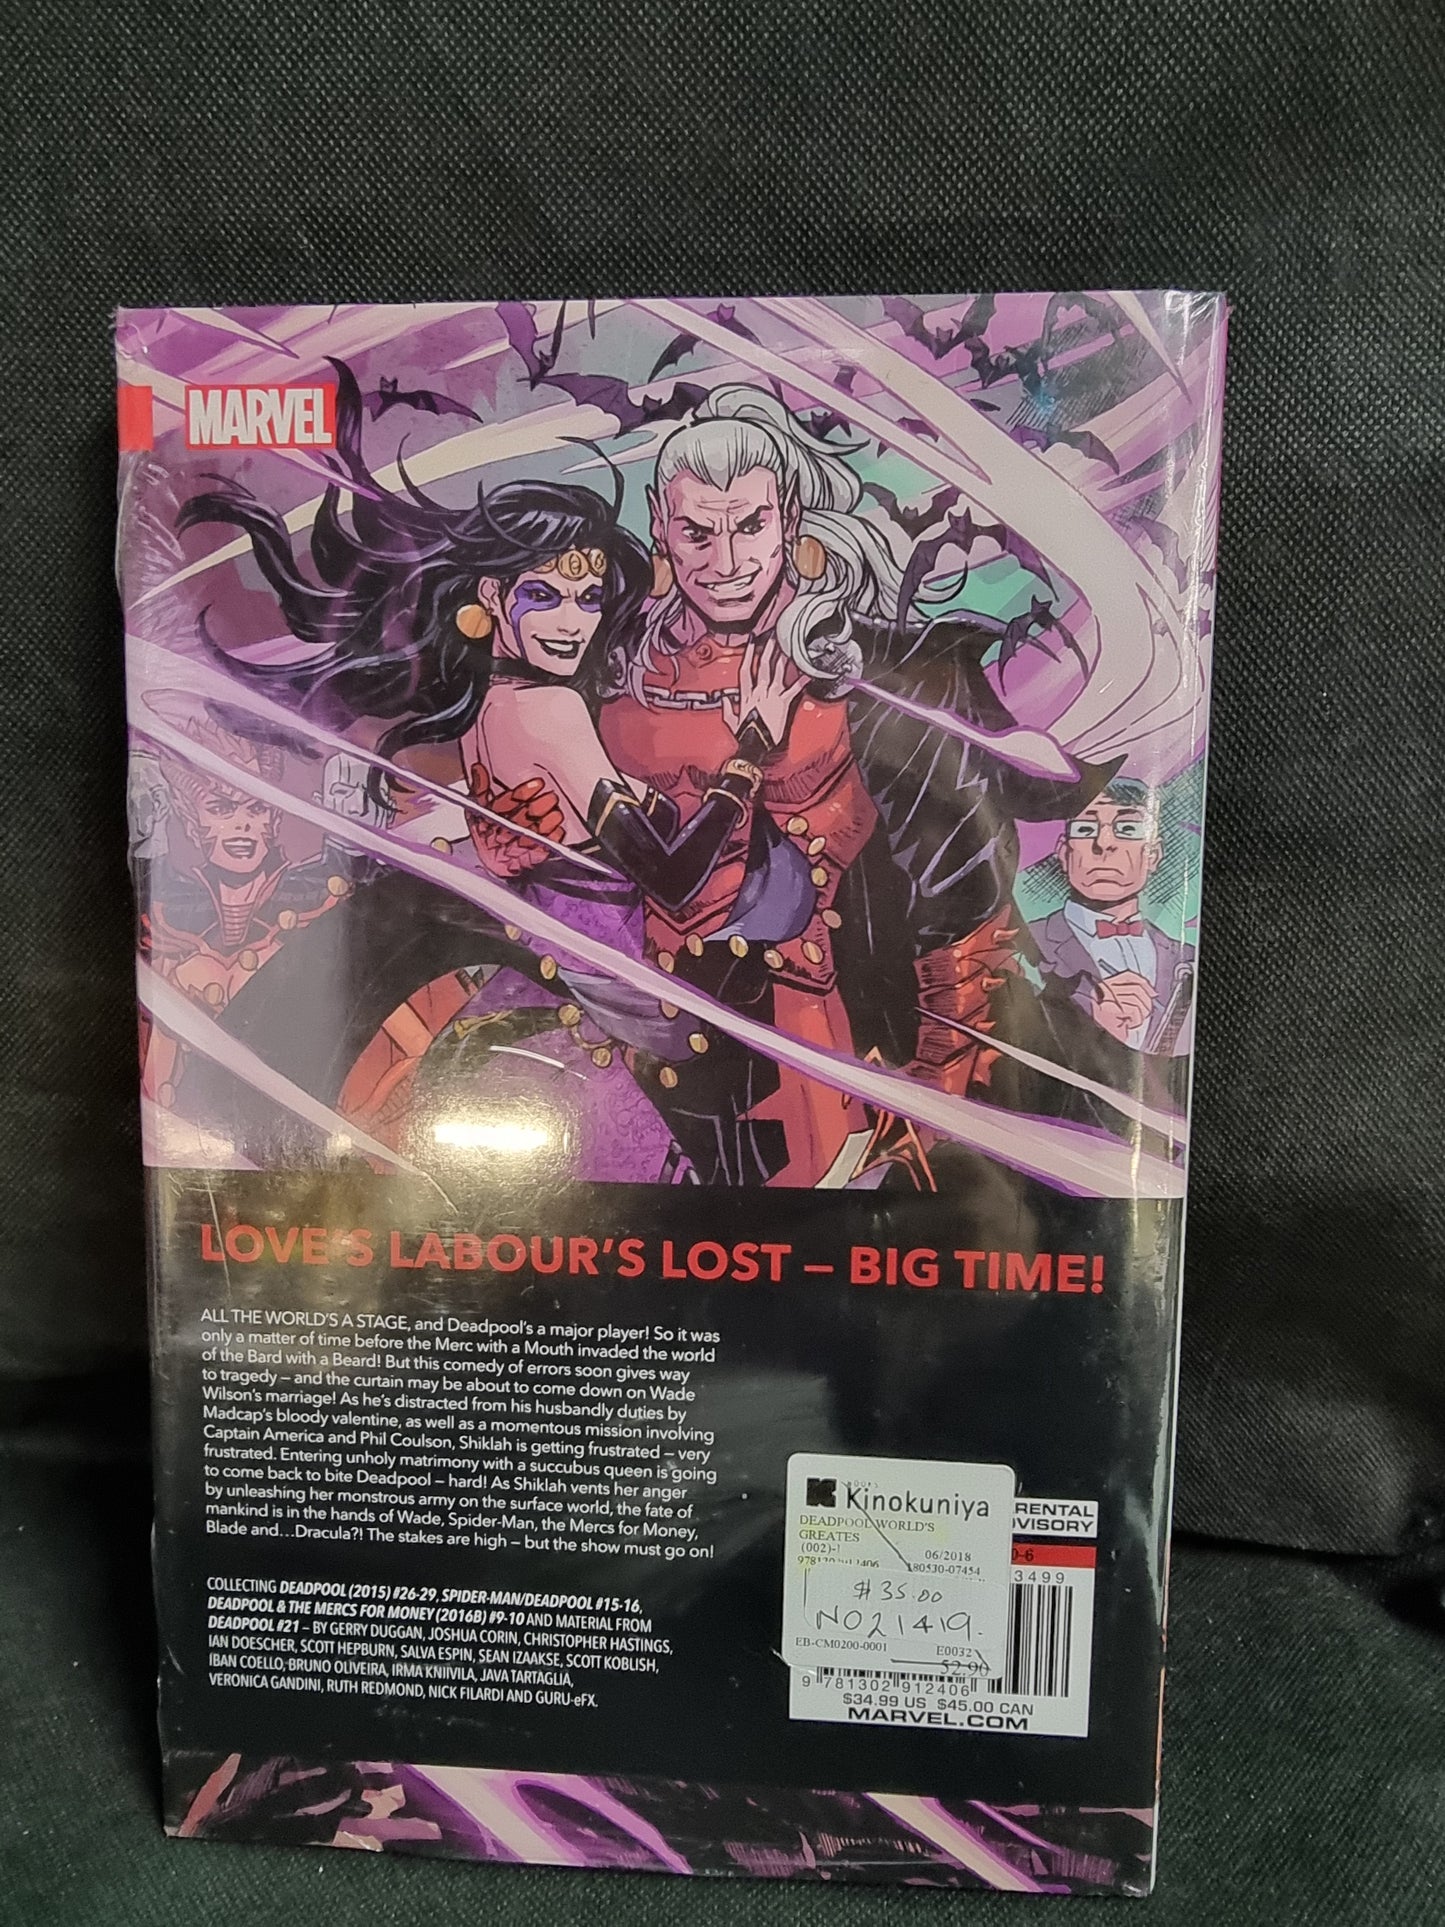 MARVEL
LOVE'S LABOUR'S LOST – BIG TIME!
ALL THE WORLD'S A STAGE, and Deadpool's a major player! So it was
only a matter of time before the Merc with a Mouth invaded the world
of the Bard with a Beard! But this comedy of errors soon gives way
to tragedy – and the curtain may be about to come down on Wade
Wilson's marriage! As he's distracted from his husbandly duties by
Madcap's bloody valentine, as well as a momentous mission involving
Captain America and Phil Coulson, Shiklah is getting frustrated – very
frustrated. Entering unholy matrimony with a succubus queen is going
to come back to bite Deadpool – hard! As Shiklah vents her anger
by unleashing her monstrous army on the surface world, the fate of
mankind is in the hands of Wade, Spider-Man, the Mercs for Money,
Blade and...Dracula?! The stakes are high – but the show must go on!
COLLECTING DEADPOOL (2015) #26-29, SPIDER-MAN/DEADPOOL #15-16,
DEADPOOL & THE MERCS FOR MONEY (2016B) #9-10 AND MATERIAL FROM
DEADPOOL #21 – BY GERRY DUGGAN, JOSHUA CORIN, CHRISTOPHER HASTINGS,
IAN DOESCHER, SCOTT HEPBURN, SALVA ESPIN, SEAN IZAAKSE, SCOTT KOBLISH,
IBAN COELLO, BRUNO OLIVEIRA, IRMA KNIIVILA, JAVA TARTAGLIA,
VERONICA GANDINI, RUTH REDMOND, NICK FILARDI AND GURU-eFX.
BOOKS
Kinokuniya
DEADPOOL WORLD'S
GREATES
(002)-!
06/2018
180530-07454
$35.00
NO21419.
EB-CM0200-0001 E0032
52.90
RENTAL
VISORY
0-6
3499
9 781302 912406
$34.99 US $45.00 CAN
MARVEL.COM